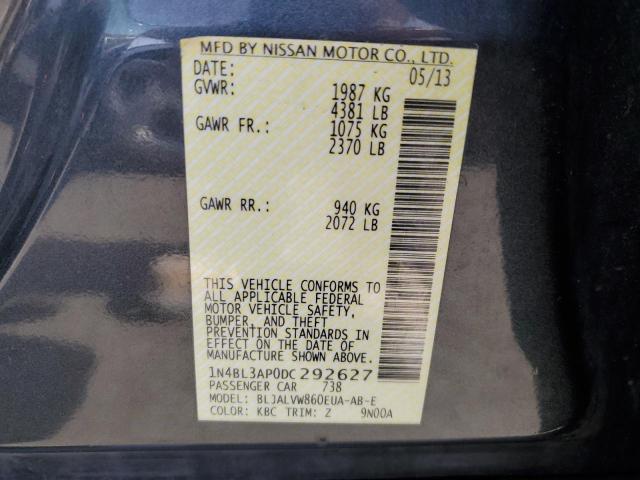 MFD BY NISSAN MOTOR CO., LTD.
DATE: 05/13
GVWR: 1987 KG
4381 LB
GAWR FR.: 1075 KG
2370 LB
GAWR RR.: 940 KG
2072 LB
THIS VEHICLE CONFORMS TO
ALL APPLICABLE FEDERAL
MOTOR VEHICLE SAFETY,
BUMPER, AND THEFT
PREVENTION STANDARDS IN
EFFECT ON THE DATE OF
MANUFACTURE SHOWN ABOVE.
1N4BL3AP0DC292627
PASSENGER CAR 738
MODEL: BLJALVW860EUA-AB-E
COLOR: KBC TRIM: Z 9N00A